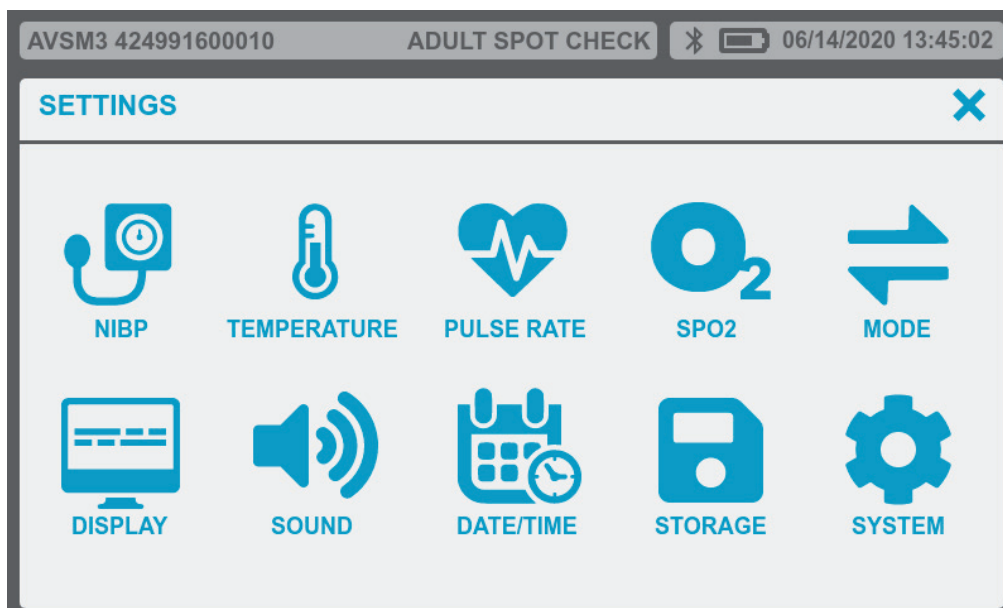 AVSM3 424991600010 ADULT SPOT CHECK 06/14/2020 13:45:02
SETTINGS
NIBP TEMPERATURE PULSE RATE SPO2 MODE
DISPLAY SOUND DATE/TIME STORAGE SYSTEM